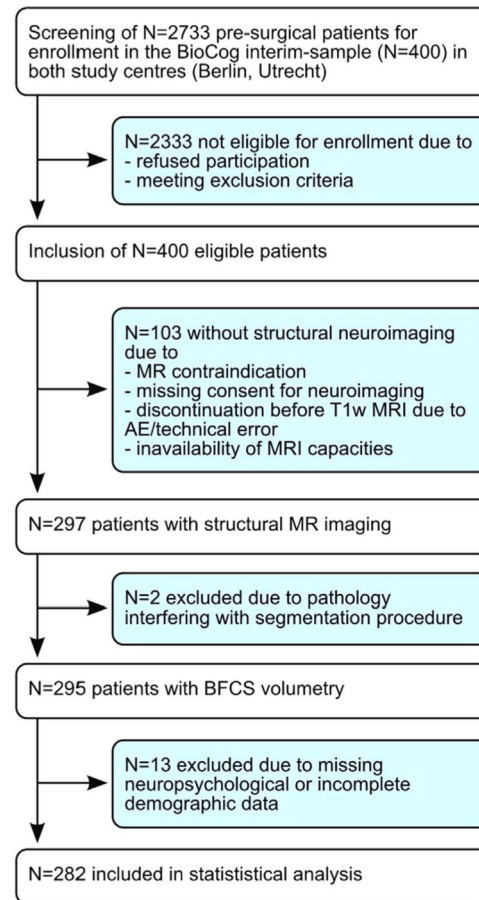 Screening of N=2733 pre-surgical patients for
enrollment in the BioCog interim-sample (N=400) in
both study centres (Berlin, Utrecht)
N=2333 not eligible for enrollment due to
- refused participation
- meeting exclusion criteria
Inclusion of N=400 eligible patients
N=103 without structural neuroimaging
due to
- MR contraindication
- missing consent for neuroimaging
- discontinuation before T1w MRI due to
AE/technical error
- inavailability of MRI capacities
N=297 patients with structural MR imaging
N=2 excluded due to pathology
interfering with segmentation procedure
N=295 patients with BFCS volumetry
N=13 excluded due to missing
neuropsychological or incomplete
demographic data
N=282 included in statististical analysis